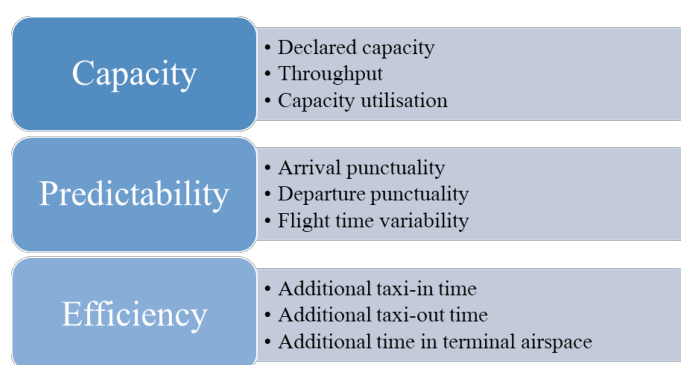 Capacity
• Declared capacity
• Throughput
• Capacity utilisation
Predictability
• Arrival punctuality
• Departure punctuality
• Flight time variability
Efficiency
• Additional taxi-in time
• Additional taxi-out time
• Additional time in terminal airspace